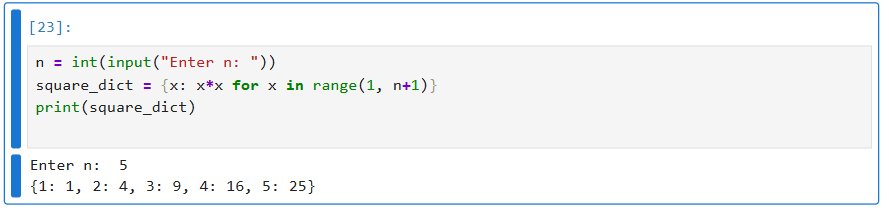 [23]:
n = int(input("Enter n: "))
square_dict = {x: x*x for x in range(1, n+1)}
print(square_dict)
Enter n:  5
{1: 1, 2: 4, 3: 9, 4: 16, 5: 25}